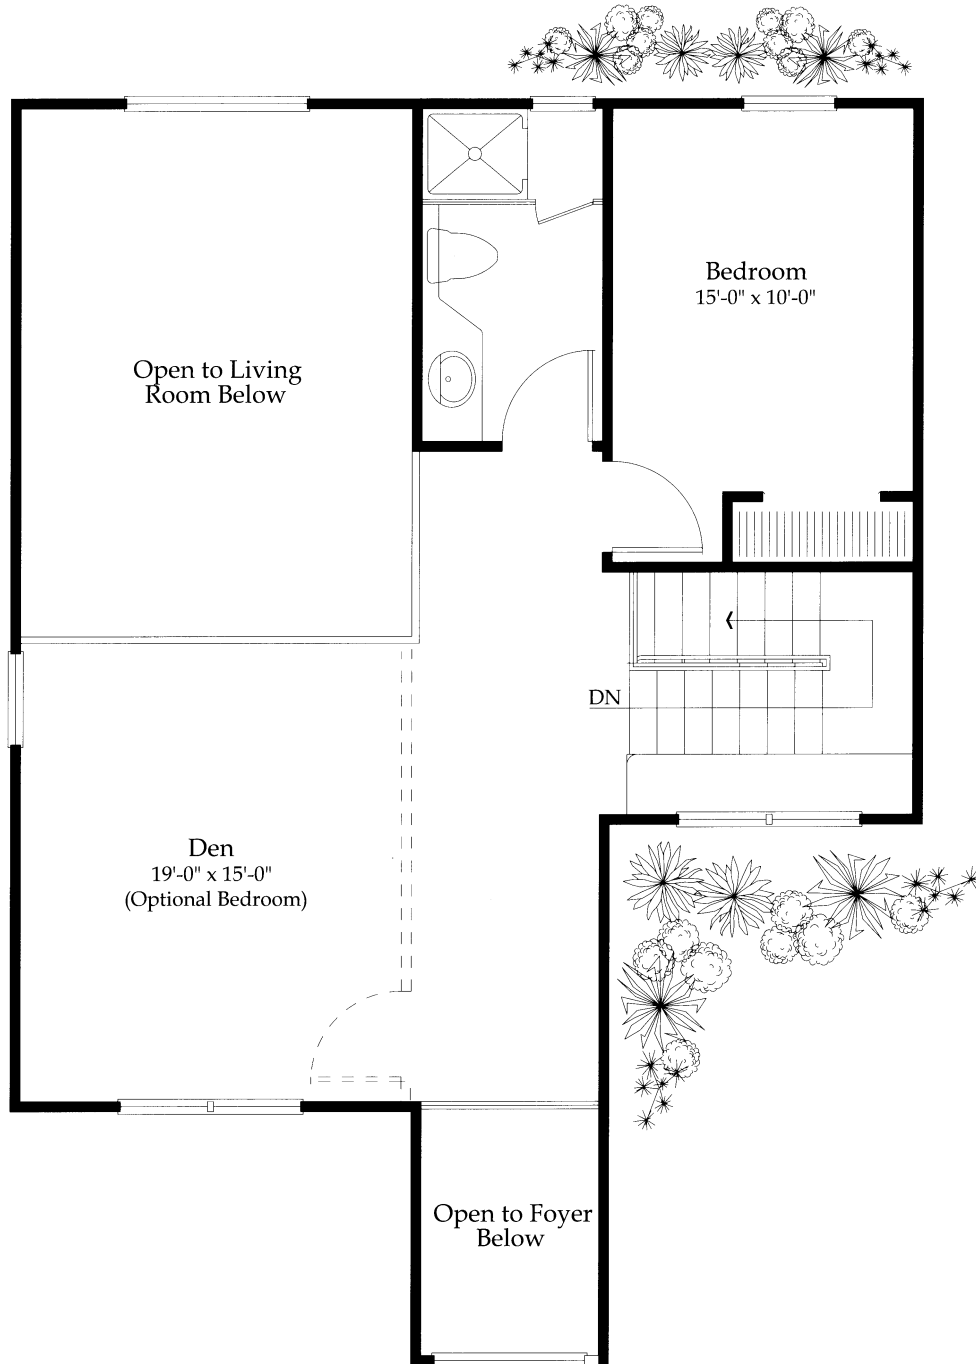 Bedroom
15'-0" x 10'-0"
Open to Living
Room Below
DN
Den
19'-0" x 15'-0"
(Optional Bedroom)
Open to Foyer
Below